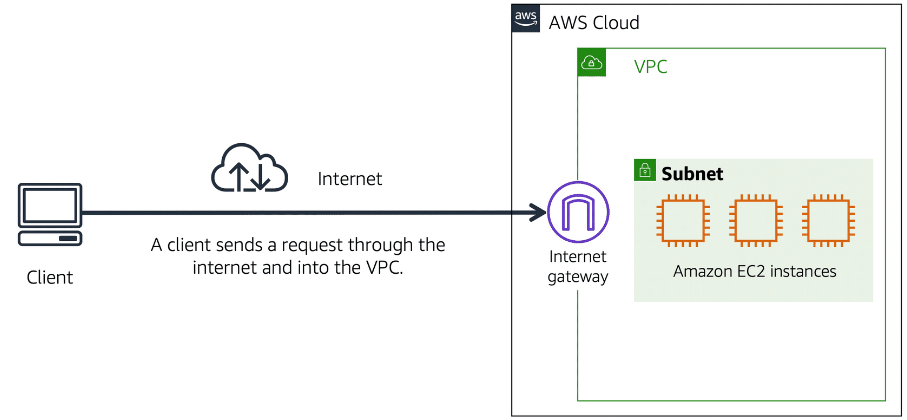 aws
AWS Cloud
VPC
Internet
Subnet
A client sends a request through the
internet and into the VPC.
Client
Internet
gateway
Amazon EC2 instances